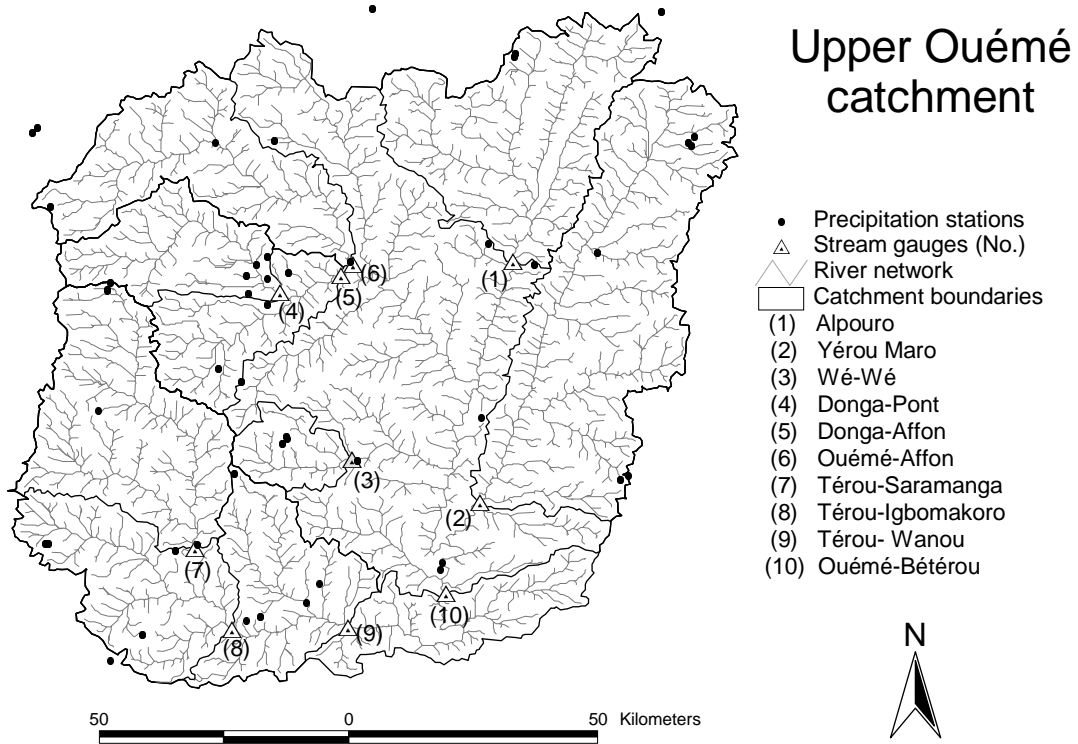 Upper Ouémé
catchment
Precipitation stations
Stream gauges (No.)
River network
Catchment boundaries
(1) Alpouro
(2) Yérou Maro
(3) Wé-Wé
(4) Donga-Pont
(5) Donga-Affon
(6) Ouémé-Affon
(7) Térou-Saramanga
(8) Térou-Igbomakoro
(9) Térou- Wanou
(10) Ouémé-Bétérou
(1)
(6)
(5)
(4)
(3)
(2)
(7)
(10)
(9)
(8)
N
50 0 50 Kilometers